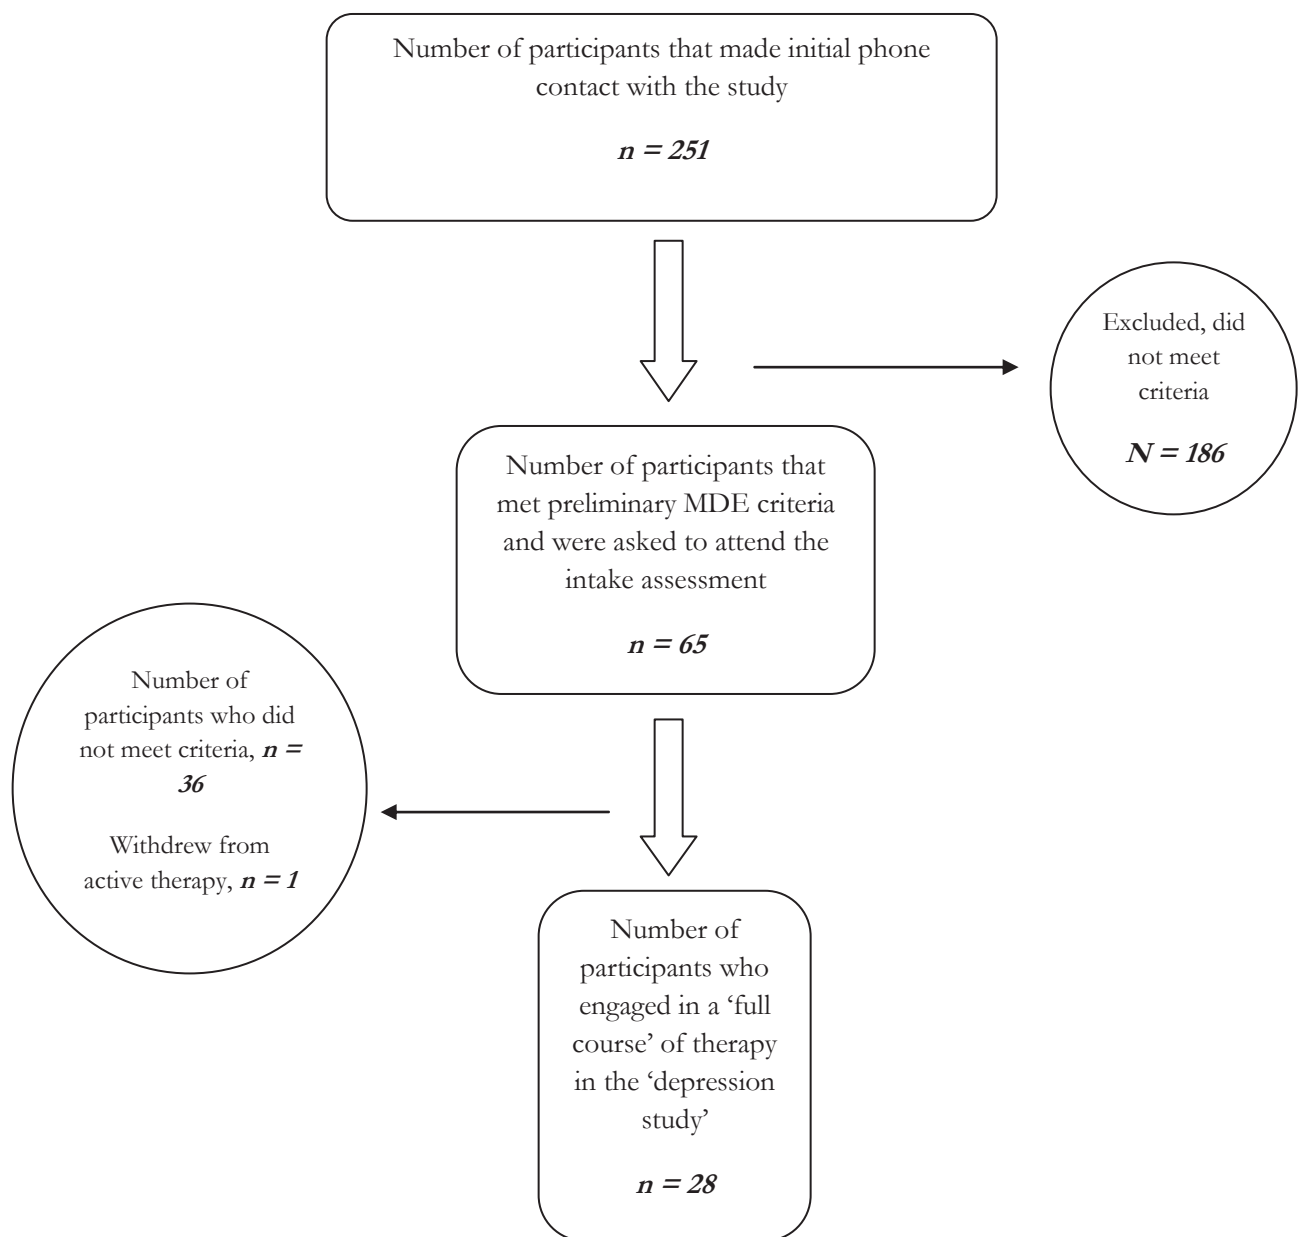 Number of participants that made initial phone
contact with the study
n = 251
Excluded, did
not meet
criteria
N = 186
Number of participants that
met preliminary MDE criteria
and were asked to attend the
intake assessment
n = 65
Number of
participants who did
not meet criteria, n =
36
Withdrew from
active therapy, n = 1
Number of
participants who
engaged in a ‘full
course’ of therapy
in the ‘depression
study’
n = 28